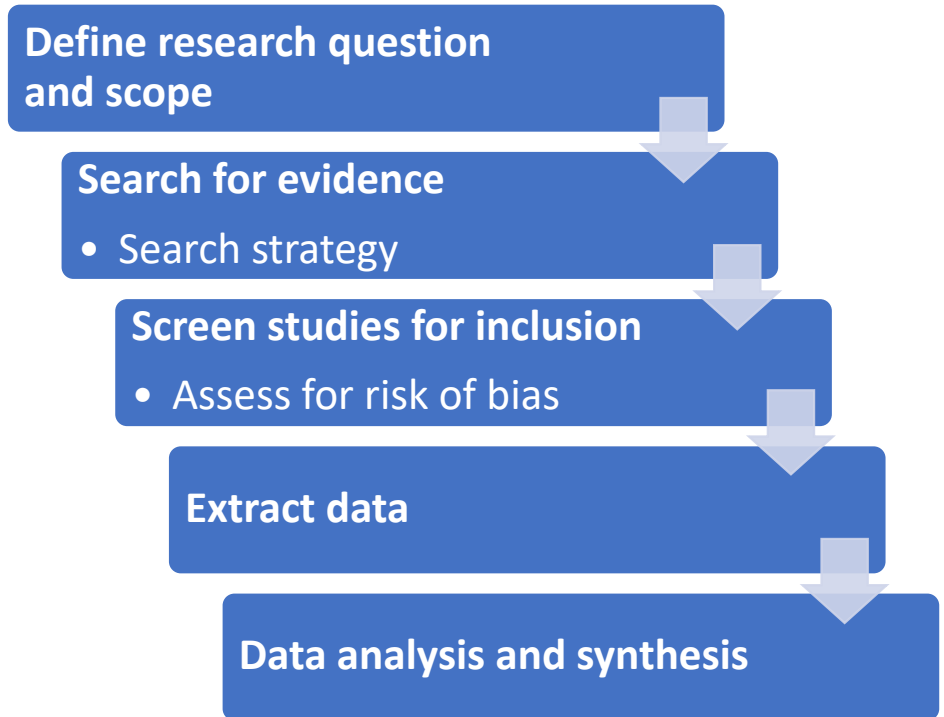 Define research question
and scope
Search for evidence
• Search strategy
Screen studies for inclusion
• Assess for risk of bias
Extract data
Data analysis and synthesis